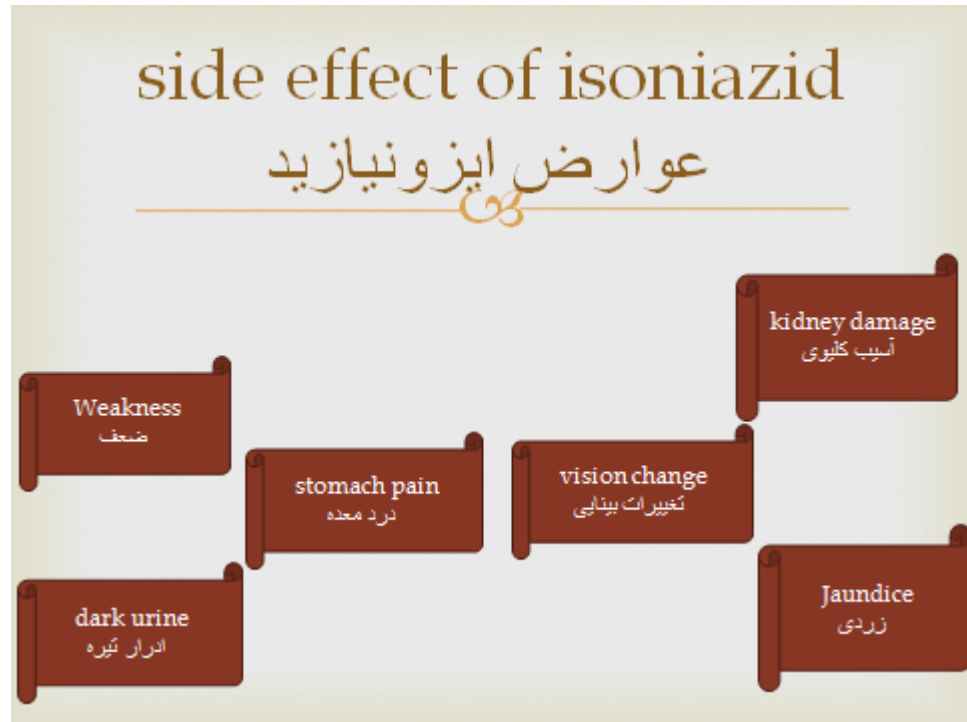 side effect of isoniazid
عوارض ایزونیازید
kidney damage
آسیب کلیوی
Weakness
ضعف
stomach pain
درد معده
vision change
تغییرات بینایی
dark urine
ادرار تیره
Jaundice
زردی